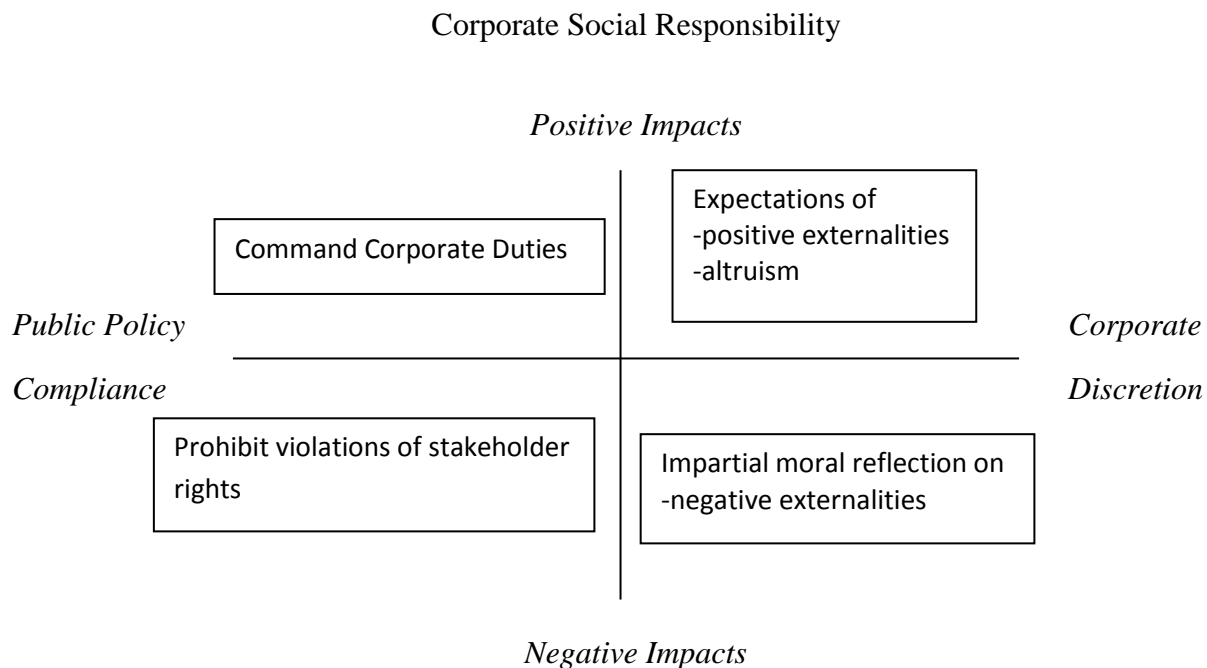 Corporate Social Responsibility
Positive Impacts
Command Corporate Duties
Expectations of
-positive externalities
-altruism
Public Policy
Compliance
Corporate
Discretion
Prohibit violations of stakeholder
rights
Impartial moral reflection on
-negative externalities
Negative Impacts